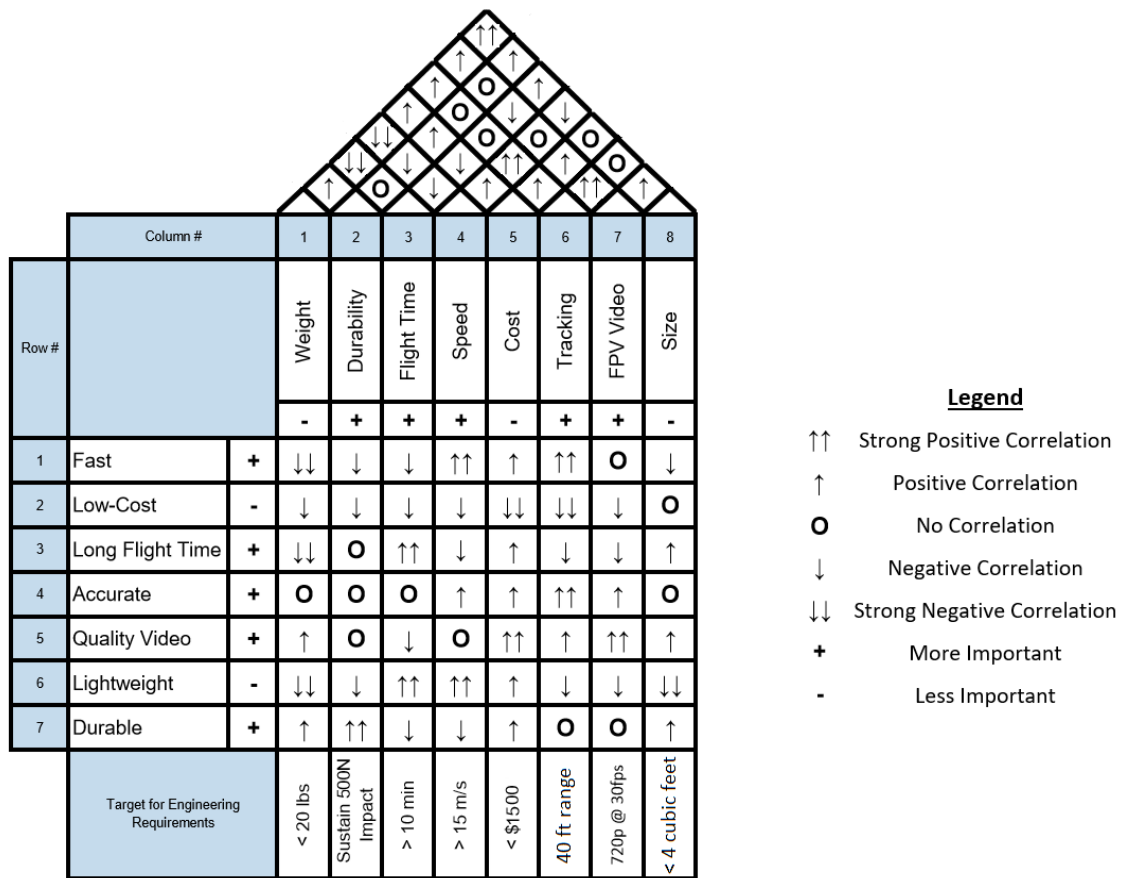 ↑↑
↑ ↑
↑ O ↑
↑ O ↓ ↓
↓↓ ↑ O O O
↓↓ ↓ ↓ ↑↑ ↑ O
↑ O ↓ ↑ ↑ ↑↑ ↑
Column # 1 2 3 4 5 6 7 8
Row # Weight Durability Flight Time Speed Cost Tracking FPV Video Size
- + + + - + + -
1 Fast + ↓↓ ↓ ↓ ↑↑ ↑ ↑↑ O ↓
2 Low-Cost - ↓ ↓ ↓ ↓ ↓↓ ↓↓ ↓ O
3 Long Flight Time + ↓↓ O ↑↑ ↓ ↑ ↓ ↓ ↑
4 Accurate + O O O ↑ ↑ ↑↑ ↑ O
5 Quality Video + ↑ O ↓ O ↑↑ ↑ ↑↑ ↑
6 Lightweight - ↓↓ ↓ ↑↑ ↑↑ ↑ ↓ ↓ ↓↓
7 Durable + ↑ ↑↑ ↓ ↓ ↑ O O ↑
Target for Engineering
Requirements
< 20 lbs
Sustain 500N
Impact
> 10 min
> 15 m/s
< $1500
40 ft range
720p @ 30fps
< 4 cubic feet
Legend
↑↑ Strong Positive Correlation
↑ Positive Correlation
O No Correlation
↓ Negative Correlation
↓↓ Strong Negative Correlation
+ More Important
- Less Important